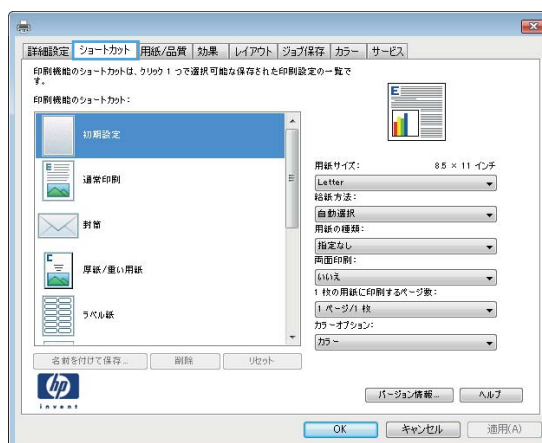 詳細設定 ショートカット 用紙/品質 効果 レイアウト ジョブ保存 カラー サービス
印刷機能のショートカットは、クリック 1 つで選択可能な保存された印刷設定の一覧で
す。
印刷機能のショートカット:
初期設定
通常印刷
封筒
厚紙/重い用紙
ラベル紙
名前を付けて保存...
削除
リセット
用紙サイズ: 8.5 × 11 インチ
Letter
給紙方法:
自動選択
用紙の種類:
指定なし
両面印刷:
いいえ
1 枚の用紙に印刷するページ数:
1 ページ/1 枚
カラーオプション:
カラー
hp
invent
バージョン情報...
ヘルプ
OK
キャンセル
適用(A)